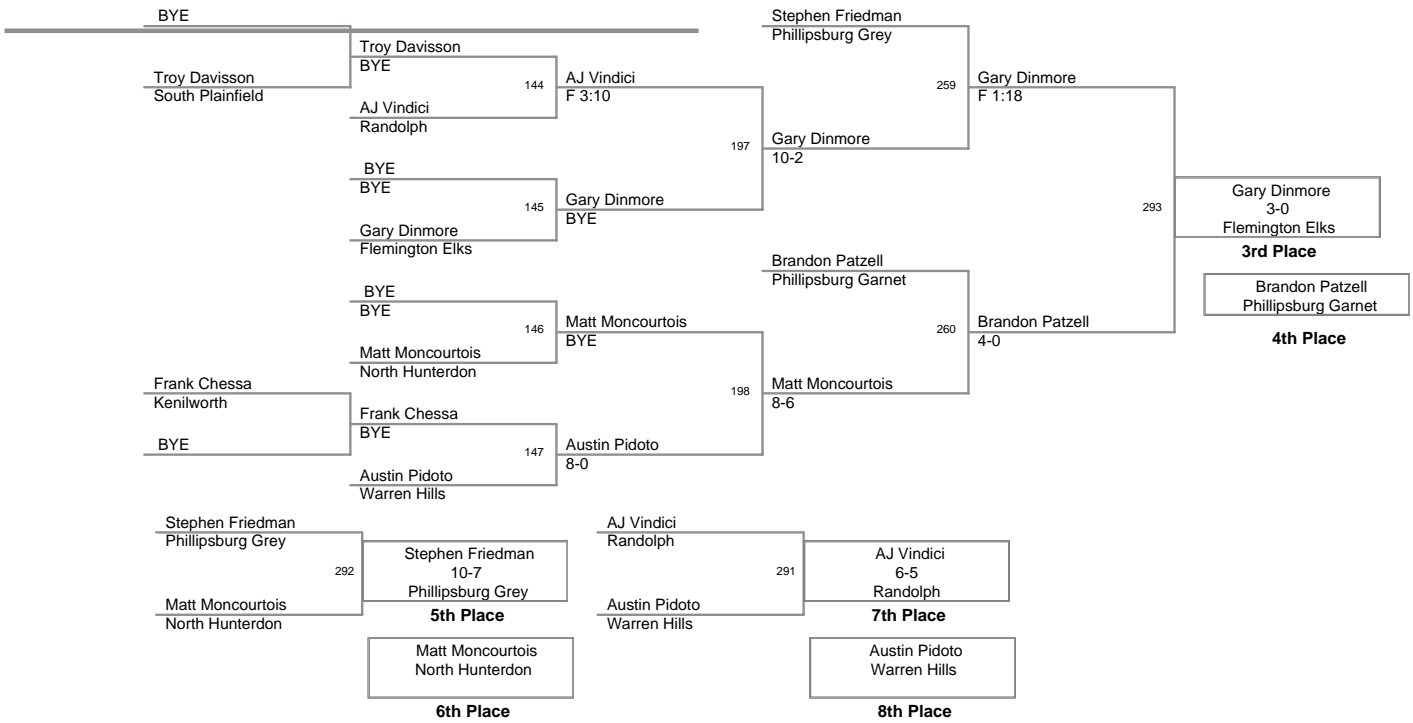 BYE
Stephen Friedman
Phillipsburg Grey
Troy Davisson
BYE
Troy Davisson
South Plainfield
144
AJ Vindici
F 3:10
259
Gary Dinmore
F 1:18
AJ Vindici
Randolph
197
Gary Dinmore
10-2
BYE
BYE
145
Gary Dinmore
BYE
Gary Dinmore
Flemington Elks
293
Gary Dinmore
3-0
Flemington Elks
3rd Place
Brandon Patzell
Phillipsburg Garnet
Brandon Patzell
Phillipsburg Garnet
4th Place
BYE
BYE
146
Matt Moncourtois
BYE
260
Brandon Patzell
4-0
Matt Moncourtois
North Hunterdon
Frank Chessa
Kenilworth
198
Matt Moncourtois
8-6
Frank Chessa
BYE
BYE
147
Austin Pidoto
8-0
Austin Pidoto
Warren Hills
Stephen Friedman
Phillipsburg Grey
292
Stephen Friedman
10-7
Phillipsburg Grey
5th Place
Matt Moncourtois
North Hunterdon
Matt Moncourtois
North Hunterdon
6th Place
AJ Vindici
Randolph
291
AJ Vindici
6-5
Randolph
7th Place
Austin Pidoto
Warren Hills
Austin Pidoto
Warren Hills
8th Place